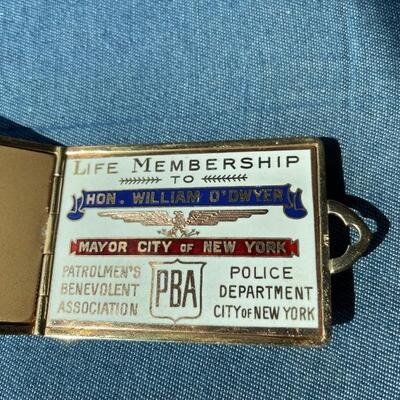 LIFE MEMBERSHIP
TO
HON. WILLIAM O'DWYER
MAYOR CITY OF NEW YORK
PATROLMEN'S
BENEVOLENT
ASSOCIATION
PBA
POLICE
DEPARTMENT
CITY OF NEW YORK